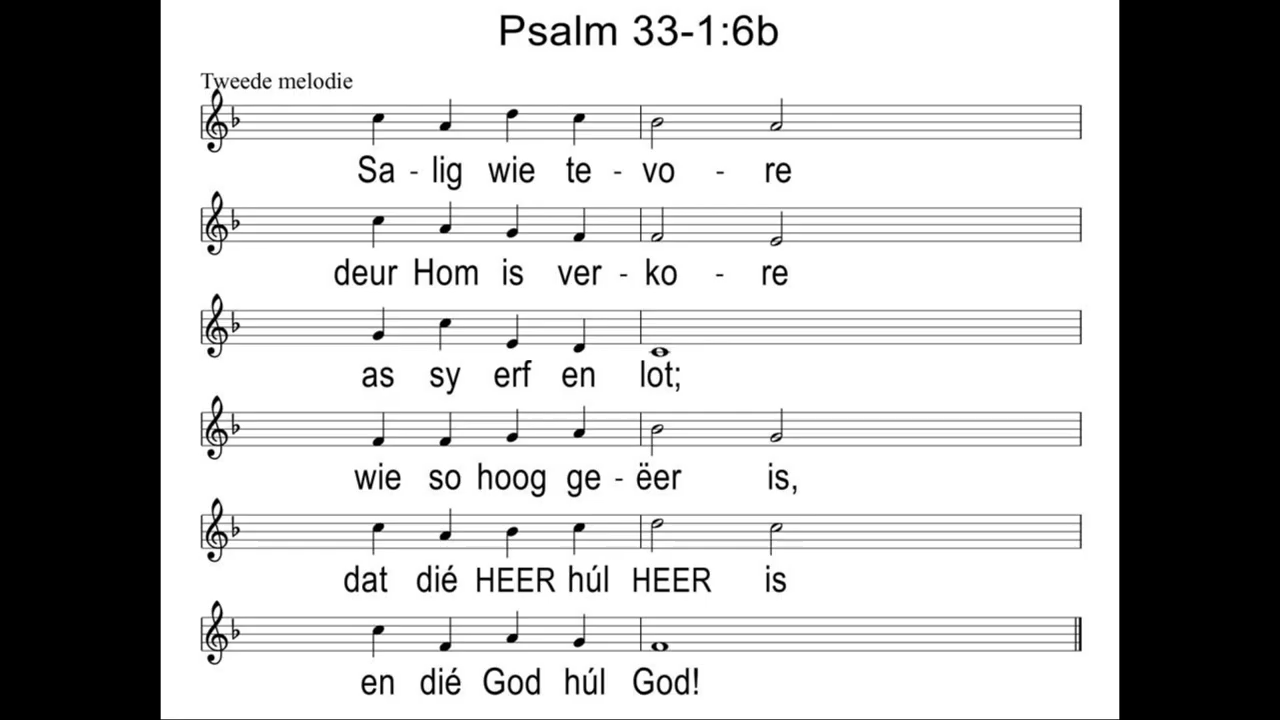 Psalm 33-1:6b
Tweede melodie
Sa - lig wie te - vo - re
deur Hom is ver - ko - re
as sy erf en lot;
wie so hoog ge - ëer is,
dat dié HEER húl HEER is
en dié God húl God!